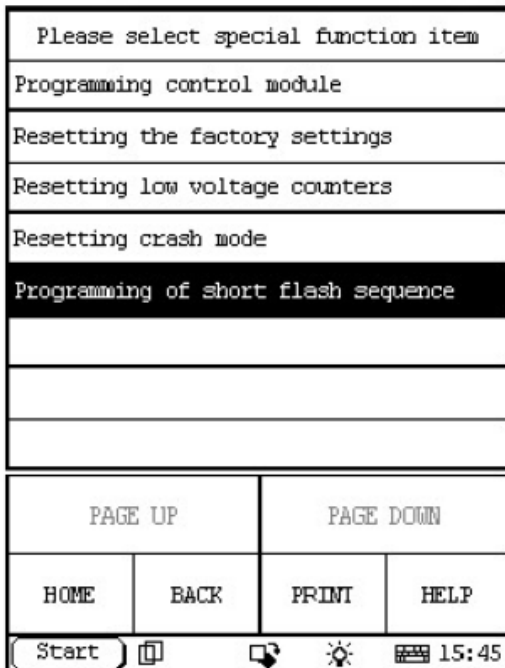 Please select special function item
Programming control module
Resetting the factory settings
Resetting low voltage counters
Resetting crash mode
Programming of short flash sequence
PAGE UP PAGE DOWN
HOME BACK PRINT HELP
Start 15:45